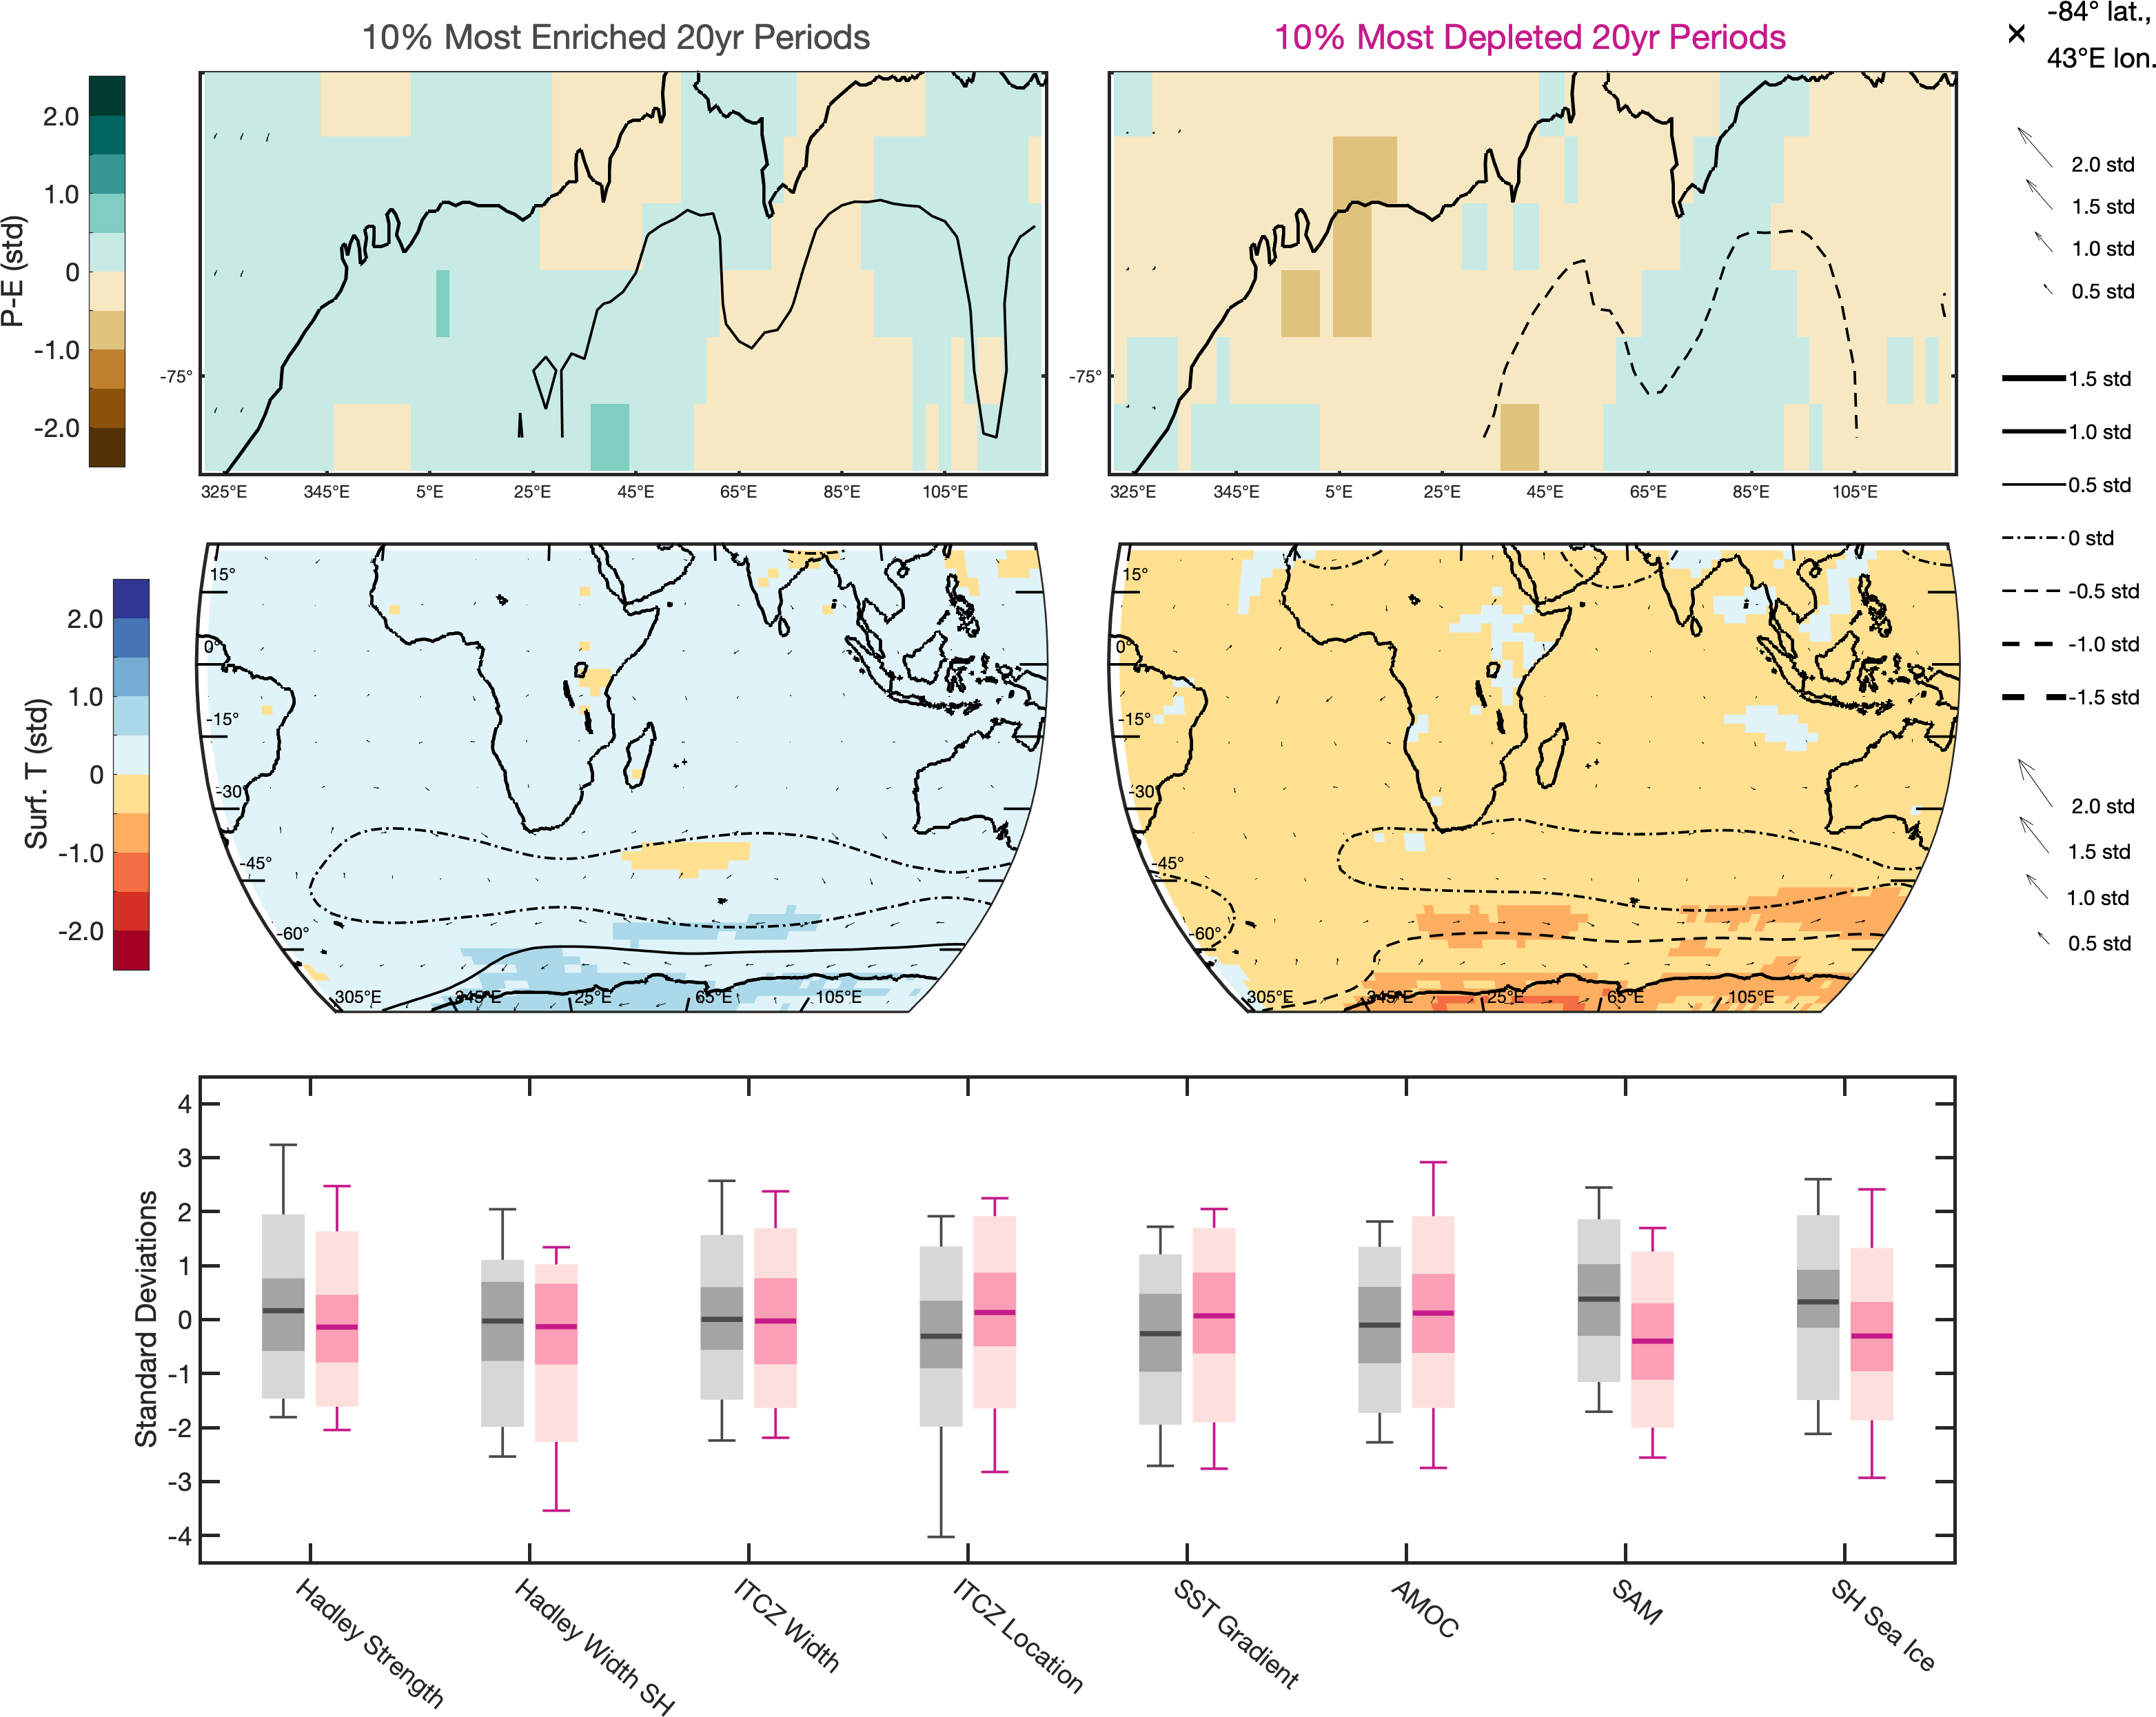 10% Most Enriched 20yr Periods
10% Most Depleted 20yr Periods
-84° lat.,
43°E lon.
P-E (std)
2.0
1.0
0
-1.0
-2.0
-75°
325°E 345°E 5°E 25°E 45°E 65°E 85°E 105°E
-75°
325°E 345°E 5°E 25°E 45°E 65°E 85°E 105°E
2.0 std
1.5 std
1.0 std
0.5 std
1.5 std
1.0 std
0.5 std
0 std
-0.5 std
-1.0 std
-1.5 std
Surf. T (std)
2.0
1.0
0
-1.0
-2.0
15°
0°
-15°
-30°
-45°
-60°
305°E 345°E 25°E 65°E 105°E
15°
0°
-15°
-30°
-45°
-60°
305°E 345°E 25°E 65°E 105°E
2.0 std
1.5 std
1.0 std
0.5 std
Standard Deviations
4
3
2
1
0
-1
-2
-3
-4
Hadley Strength
Hadley Width SH
ITCZ Width
ITCZ Location
SST Gradient
AMOC
SAM
SH Sea Ice